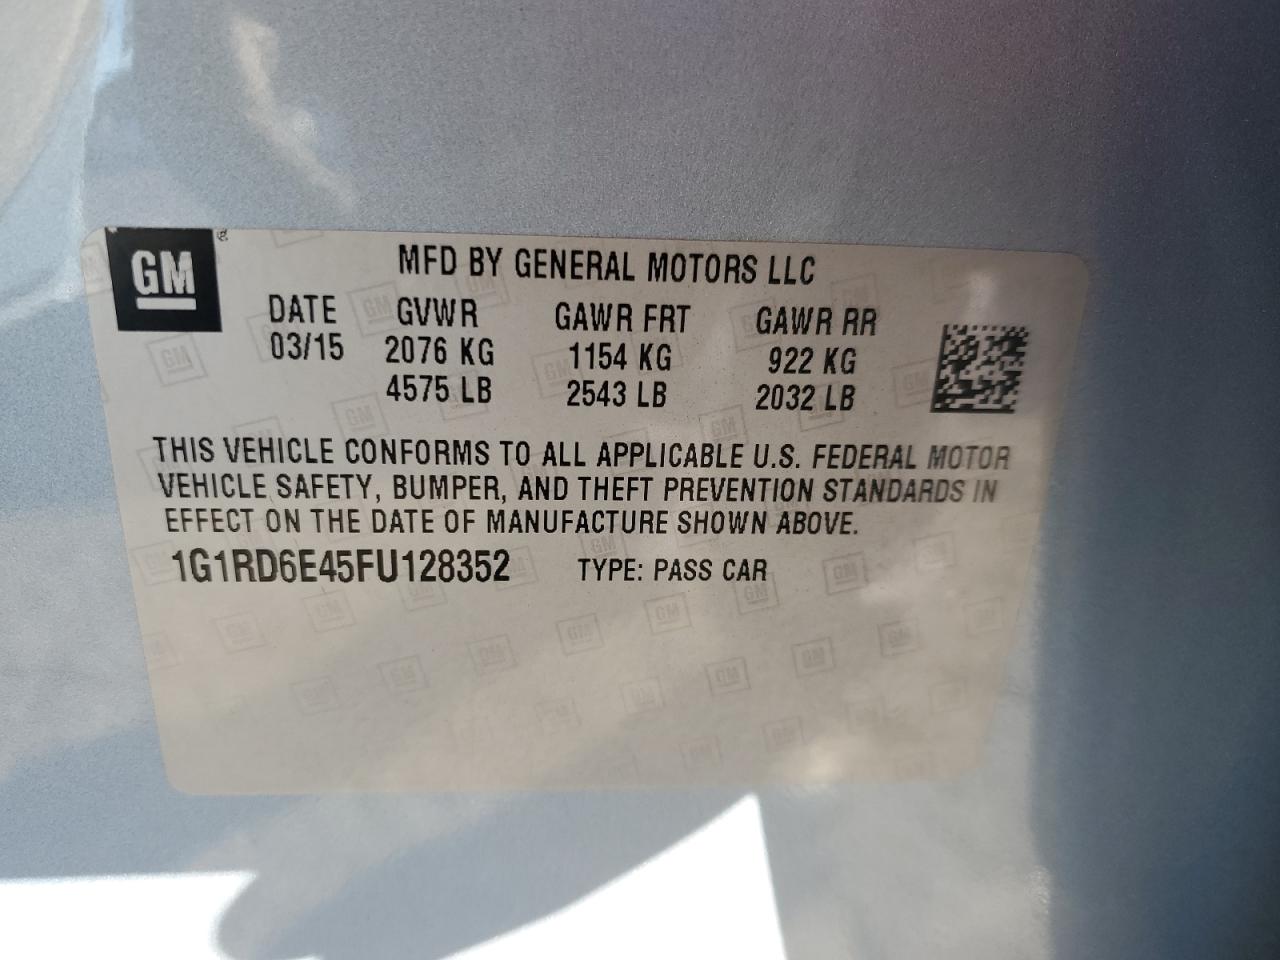 GM
MFD BY GENERAL MOTORS LLC
DATE GVWR GAWR FRT GAWR RR
03/15 2076 KG 1154 KG 922 KG
4575 LB 2543 LB 2032 LB
THIS VEHICLE CONFORMS TO ALL APPLICABLE U.S. FEDERAL MOTOR
VEHICLE SAFETY, BUMPER, AND THEFT PREVENTION STANDARDS IN
EFFECT ON THE DATE OF MANUFACTURE SHOWN ABOVE.
1G1RD6E45FU128352 TYPE: PASS CAR